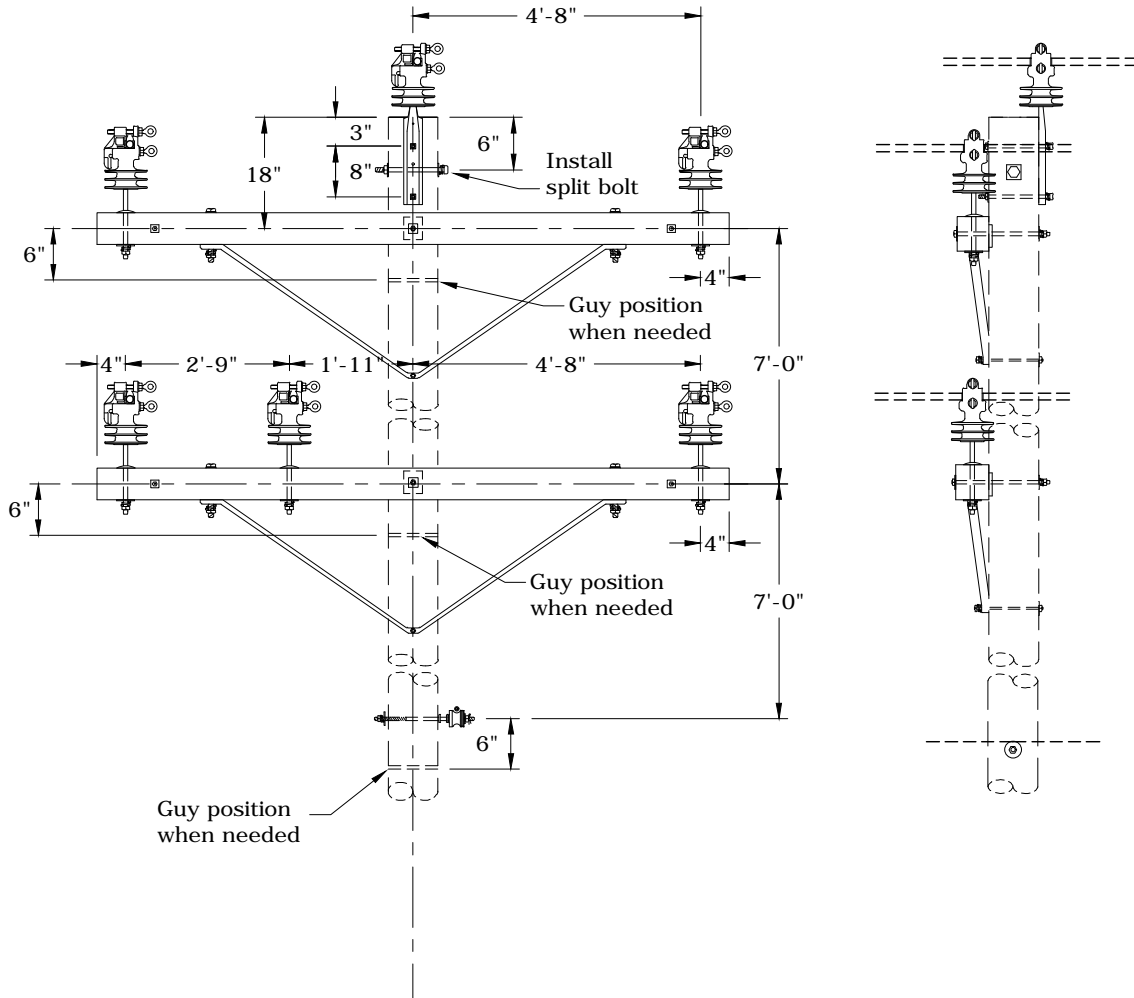 4'-8"
3"
6"
18"
8"
Install
split bolt
6"
4"
Guy position
when needed
4"
2'-9"
1'-11"
4'-8"
7'-0"
6"
4"
Guy position
when needed
7'-0"
6"
Guy position
when needed